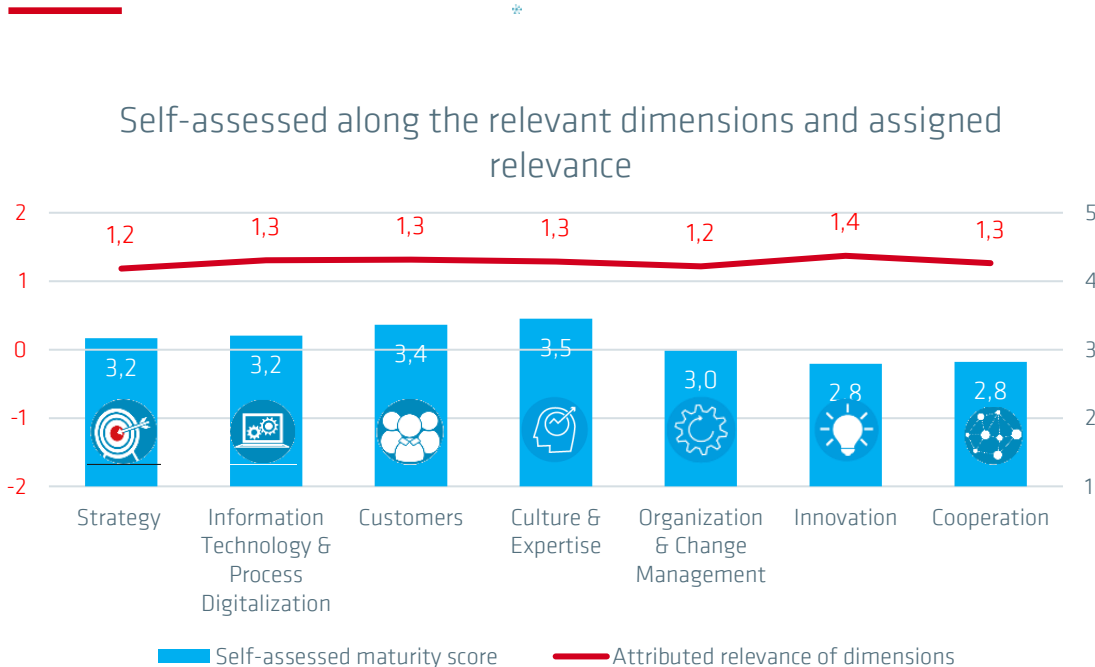 Self-assessed along the relevant dimensions and assigned
relevance
2
1
0
-1
-2
5
4
3
2
1
1,2
1,3
1,3
1,3
1,2
1,4
1,3
3,2
3,2
3,4
3,5
3,0
2,8
2,8
Strategy
Information
Technology &
Process
Digitalization
Customers
Culture &
Expertise
Organization
& Change
Management
Innovation
Cooperation
Self-assessed maturity score
Attributed relevance of dimensions